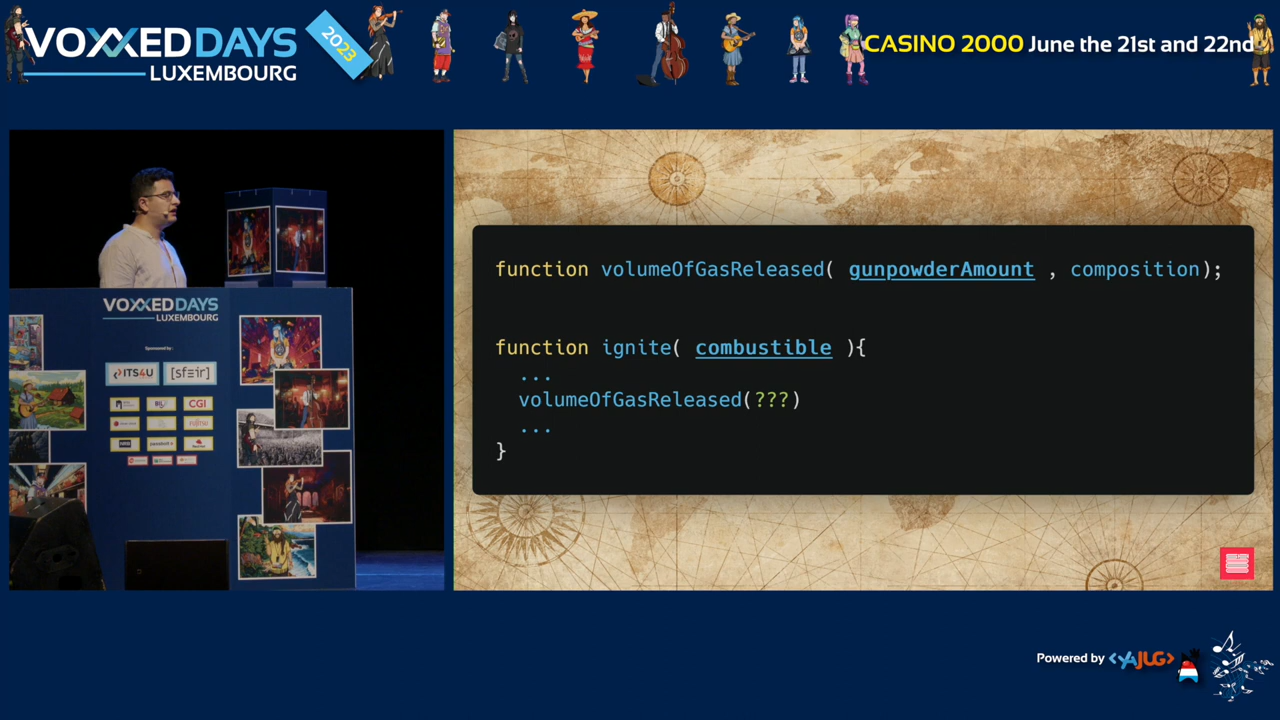 VOXXED DAYS
LUXEMBOURG
2023
CASINO 2000 June the 21st and 22nd
VOXXED DAYS
LUXEMBOURG
Sponsored by:
ITS4U
[sfeir]
CGI
FUJITSU
function volumeOfGasReleased( gunpowderAmount , composition);
function ignite( combustible ){
...
volumeOfGasReleased(???)
...
}
Powered by <YAJUG>